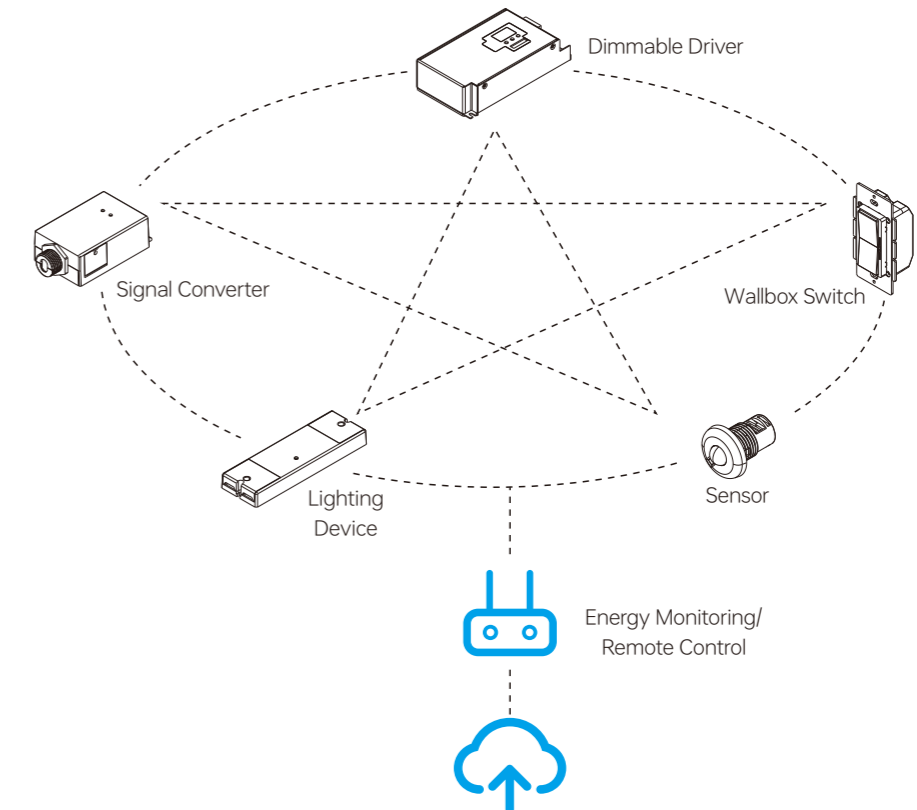 Dimmable Driver
Signal Converter
Wallbox Switch
Lighting
Device
Sensor
Energy Monitoring/
Remote Control